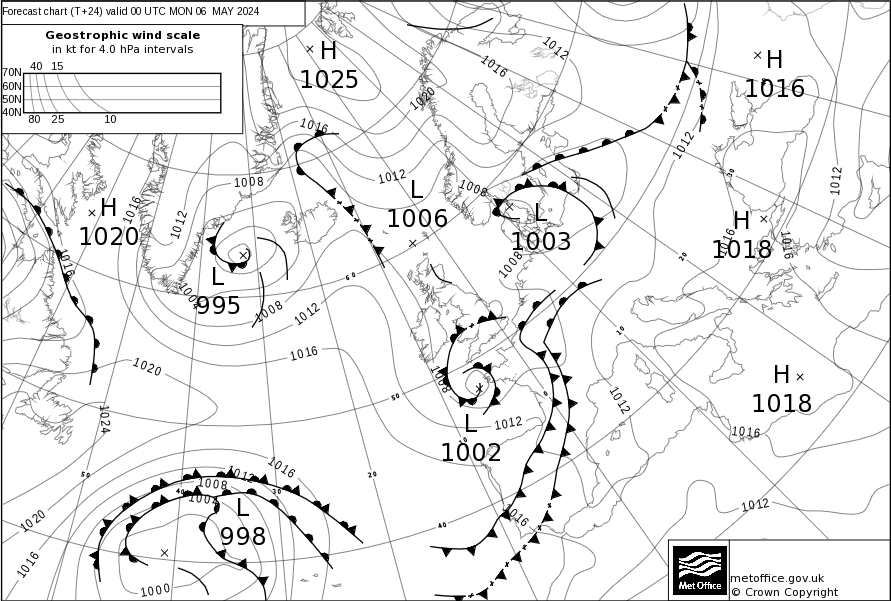 Forecast chart (T+24) valid 00 UTC MON 06 MAY 2024
Geostrophic wind scale
in kt for 4.0 hPa intervals
40 15
70N
60N
50N
40N
80 25 10
H
1025
H
1016
1012
1016
1020
1016
1012
1012
1008
1012
1008
L
1006
H
1020
1016
1012
L
1003
H
1018
1016
1016
1016
1008
L
995
1004
1008
1012
60
20
30
10
1016
1020
1024
1008
50
0
1012
H
1018
1012
L
1002
10
1016
1016
1012
1008
1004
50
40
30
20
L
998
40
1016
1012
1020
1016
1000
Met Office
metoffice.gov.uk
© Crown Copyright